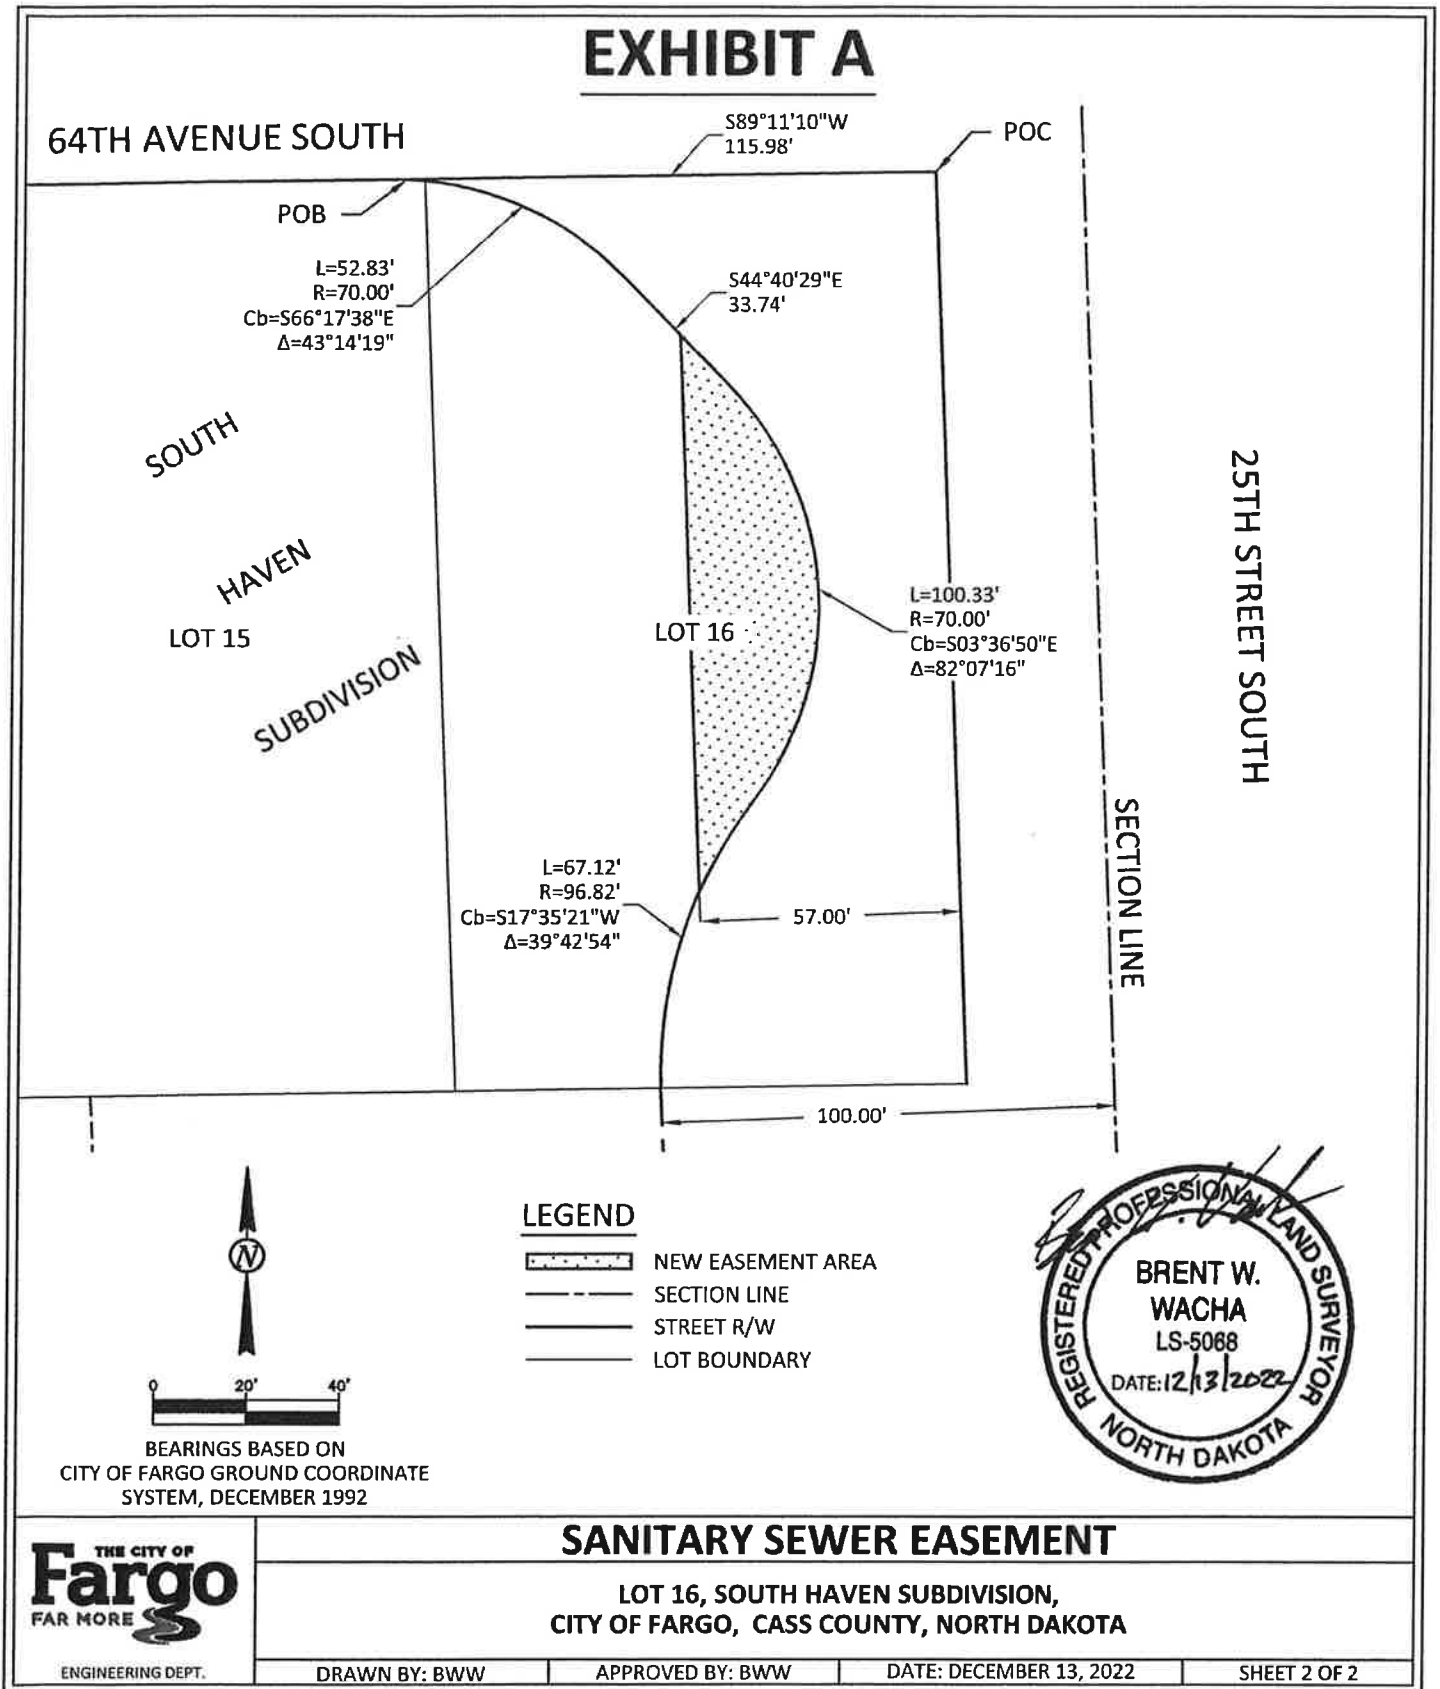 EXHIBIT A
64TH AVENUE SOUTH
S89°11'10"W
115.98'
POC
POB
L=52.83'
R=70.00'
Cb=S66°17'38"E
Δ=43°14'19"
S44°40'29"E
33.74'
SOUTH
HAVEN
SUBDIVISION
LOT 15
LOT 16
L=100.33'
R=70.00'
Cb=S03°36'50"E
Δ=82°07'16"
25TH STREET SOUTH
SECTION LINE
L=67.12'
R=96.82'
Cb=S17°35'21"W
Δ=39°42'54"
57.00'
100.00'
N
0 20' 40'
BEARINGS BASED ON
CITY OF FARGO GROUND COORDINATE
SYSTEM, DECEMBER 1992
LEGEND
NEW EASEMENT AREA
SECTION LINE
STREET R/W
LOT BOUNDARY
REGISTERED PROFESSIONAL LAND SURVEYOR
BRENT W.
WACHA
LS-5068
DATE: 12/13/2022
NORTH DAKOTA
THE CITY OF
Fargo
FAR MORE
ENGINEERING DEPT.
SANITARY SEWER EASEMENT
LOT 16, SOUTH HAVEN SUBDIVISION,
CITY OF FARGO, CASS COUNTY, NORTH DAKOTA
DRAWN BY: BWW
APPROVED BY: BWW
DATE: DECEMBER 13, 2022
SHEET 2 OF 2